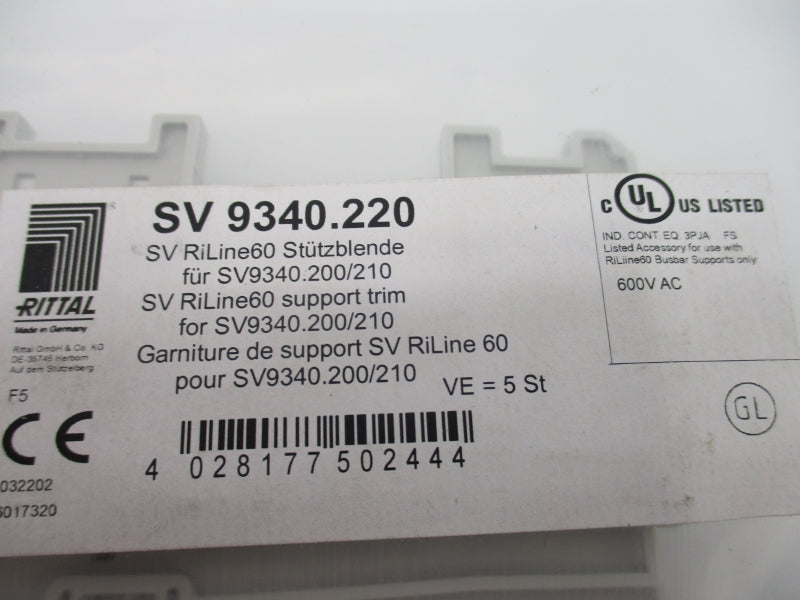 RITTAL
®
Made in Germany
Rittal GmbH & Co. KG
DE-35745 Herborn
Auf dem Stützelberg
F5
CE
032202
6017320
SV 9340.220
SV RiLine60 Stützblende
für SV9340.200/210
SV RiLine60 support trim
for SV9340.200/210
Garniture de support SV RiLine 60
pour SV9340.200/210
VE = 5 St
4 028177 502444
C UL US LISTED
®
IND. CONT. EQ. 3PJA FS
Listed Accessory for use with
RiLiine60 Busbar Supports only
600V AC
GL